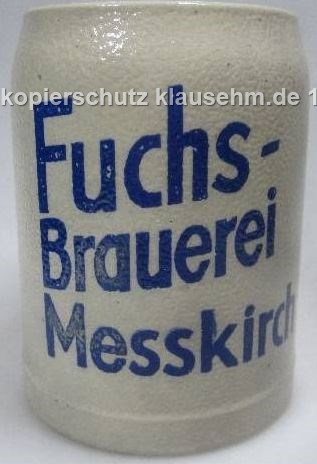 kopierschutz klausehm.de 1
Fuchs-
Brauerei
Messkirch